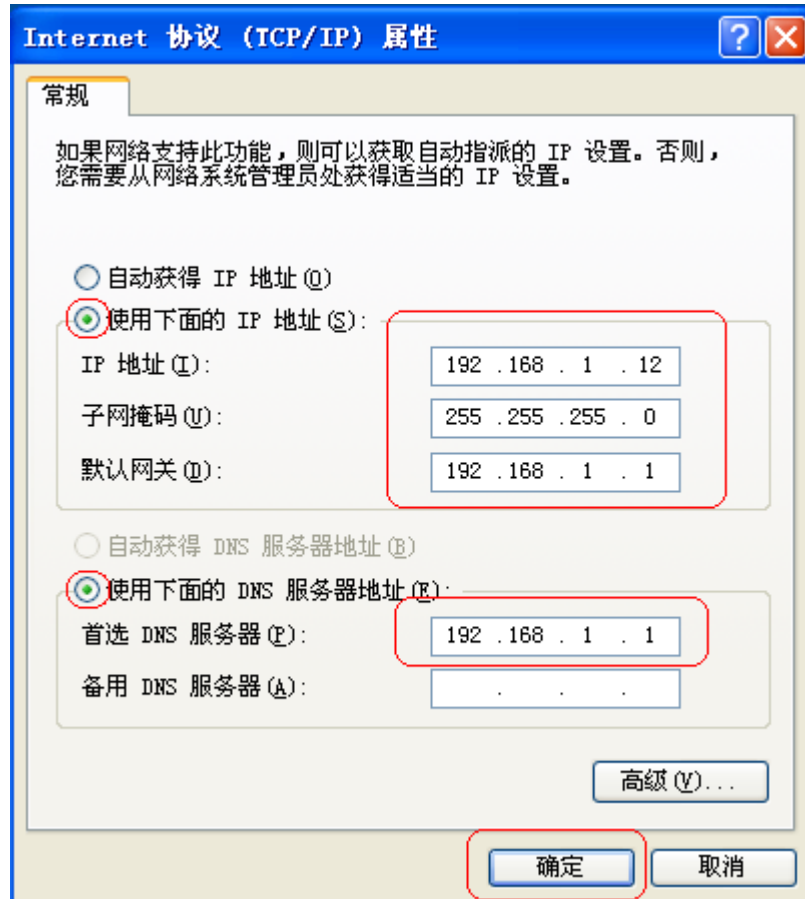 Internet 协议 (TCP/IP) 属性
常规
如果网络支持此功能，则可以获取自动指派的 IP 设置。否则，
您需要从网络系统管理员处获得适当的 IP 设置。
自动获得 IP 地址(O)
使用下面的 IP 地址(S):
IP 地址(I): 192 .168 . 1 . 12
子网掩码(U): 255 .255 .255 . 0
默认网关(D): 192 .168 . 1 . 1
自动获得 DNS 服务器地址(B)
使用下面的 DNS 服务器地址(E):
首选 DNS 服务器(P): 192 .168 . 1 . 1
备用 DNS 服务器(A): . . .
高级(V)...
确定 取消